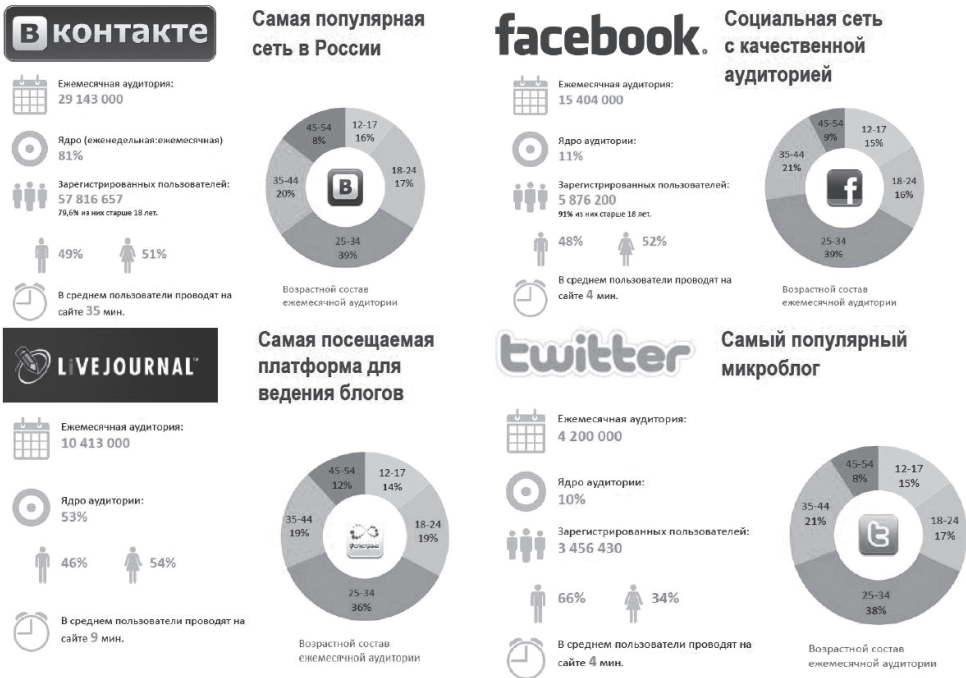 В контакте
Самая популярная
сеть в России
Ежемесячная аудитория:
29 143 000
Ядро (еженедельная:ежемесячная)
81%
Зарегистрированных пользователей:
57 816 657
79,6% из них старше 18 лет.
49%
51%
В среднем пользователи проводят на
сайте 35 мин.
45-54
8%
12-17
16%
35-44
20%
18-24
17%
В
25-34
39%
Возрастной состав
ежемесячной аудитории
facebook
Социальная сеть
с качественной
аудиторией
Ежемесячная аудитория:
15 404 000
Ядро аудитории:
11%
Зарегистрированных пользователей:
5 876 200
91% из них старше 18 лет.
48%
52%
В среднем пользователи проводят на
сайте 4 мин.
45-54
9%
12-17
15%
35-44
21%
18-24
16%
f
25-34
39%
Возрастной состав
ежемесячной аудитории
LIVEJOURNAL™
Самая посещаемая
платформа для
ведения блогов
Ежемесячная аудитория:
10 413 000
Ядро аудитории:
53%
46%
54%
В среднем пользователи проводят на
сайте 9 мин.
45-54
12%
12-17
14%
35-44
19%
18-24
19%
25-34
36%
Возрастной состав
ежемесячной аудитории
twitter
Самый популярный
микроблог
Ежемесячная аудитория:
4 200 000
Ядро аудитории:
10%
Зарегистрированных пользователей:
3 456 430
66%
34%
В среднем пользователи проводят на
сайте 4 мин.
45-54
8%
12-17
15%
35-44
21%
18-24
17%
t
25-34
38%
Возрастной состав
ежемесячной аудитории